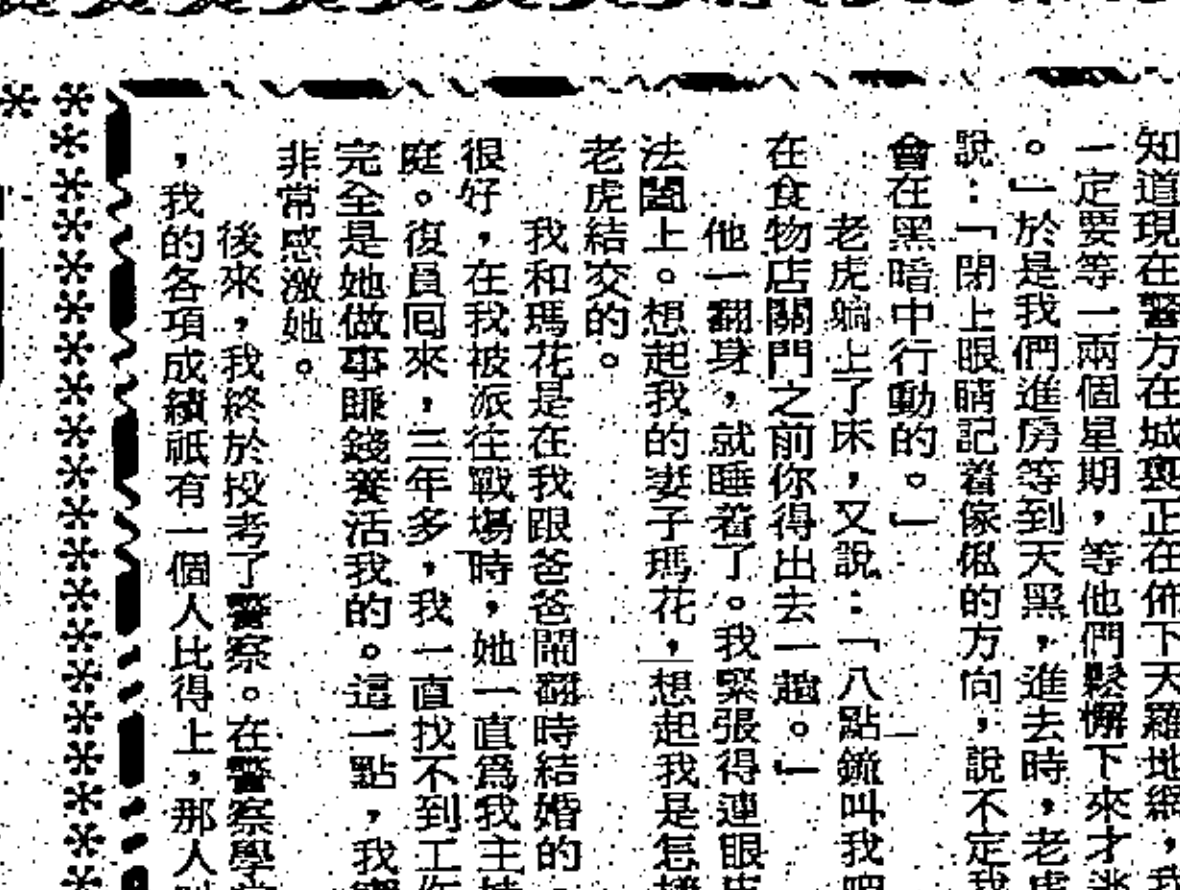 知道現在警方在城裏正在佈下天羅地網，我
一定要等一兩個星期，等他們鬆懈下來才
。」於是我們進房等到天黑，進去時，老虎
說：「閉上眼睛記着傢俬的方向，說不定我
會在黑暗中行動的。」
老虎躺上了床，又說：「八點鐘叫我吧
在食物店關門之前你得出去一趟。」
他一翻身，就睡着了。我緊張得連眼皮
法闔上。想起我的妻子瑪花，想起我是怎樣
老虎結交的。
我和瑪花是在我跟爸爸鬧翻時結婚的，
很好，在我被派往戰場時，她一直爲我主持
庭。復員回來，三年多，我一直找不到工作
完全是她做事賺錢養活我的。這一點，我
非常感激她。
後來，我終於投考了警察。在警察學
，我的各項成績祇有一個人比得上，那人